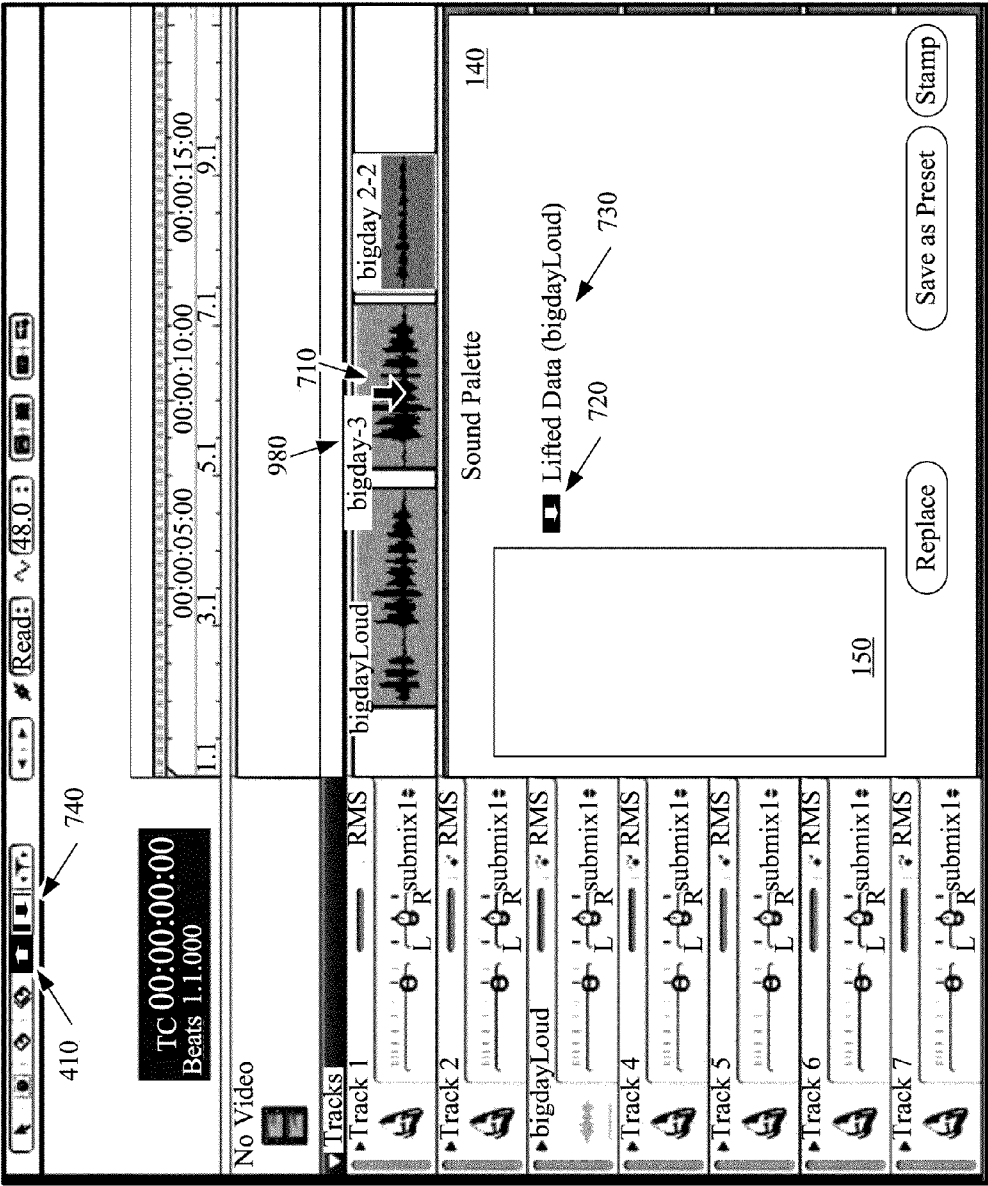 410
740
Read:
48.0
TC 00:00:00:00
Beats 1.1.000
00:00:05:00
00:00:10:00
00:00:15:00
1.1
3.1
5.1
7.1
9.1
No Video
980
Tracks
710
Track 1
RMS
L R
submix1
bigdayLoud
bigday-3
bigday 2-2
Track 2
RMS
L R
submix1
bigdayLoud
RMS
L R
submix1
Track 4
RMS
L R
submix1
Track 5
RMS
L R
submix1
Track 6
RMS
L R
submix1
Track 7
RMS
L R
submix1
Sound Palette
140
Lifted Data (bigdayLoud)
720
730
150
Replace
Save as Preset
Stamp